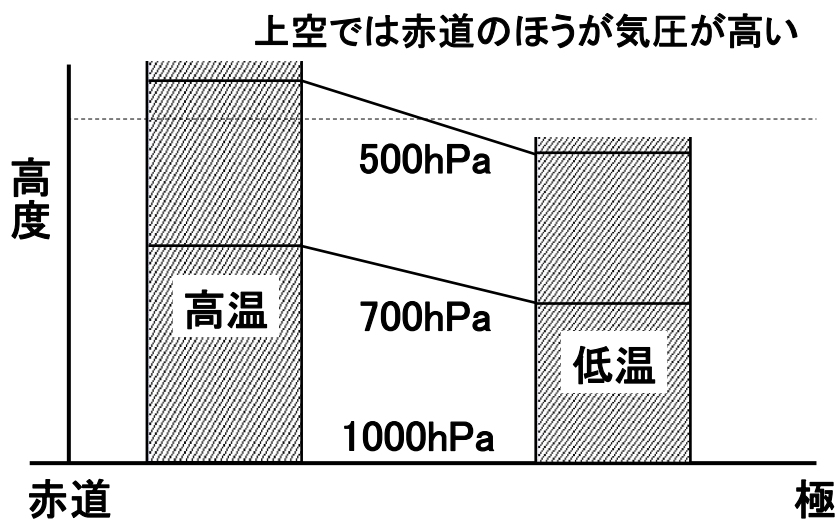 上空では赤道のほうが気圧が高い
高度
500hPa
高温
700hPa
低温
1000hPa
赤道
極